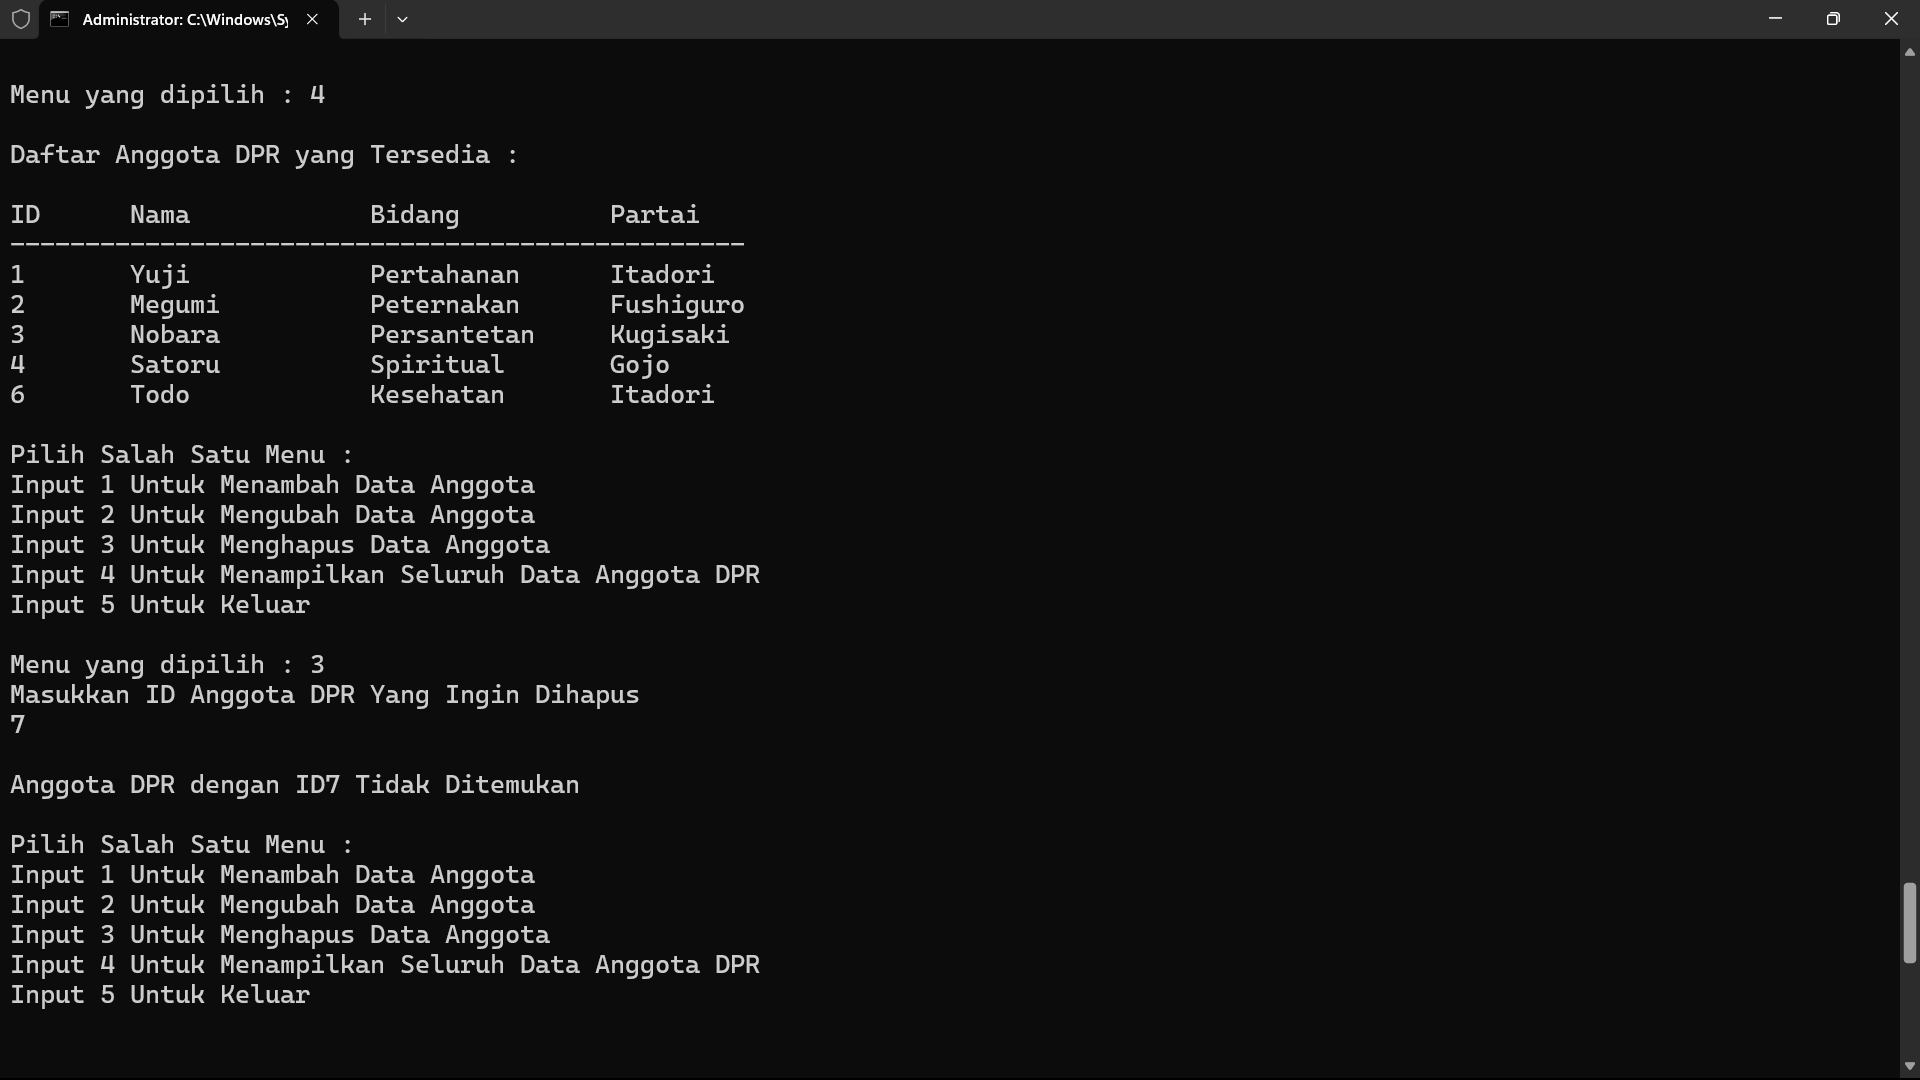 Administrator: C:\Windows\Sy
Menu yang dipilih : 4
Daftar Anggota DPR yang Tersedia :
ID Nama Bidang Partai
-------------------------------------------------
1 Yuji Pertahanan Itadori
2 Megumi Peternakan Fushiguro
3 Nobara Persantetan Kugisaki
4 Satoru Spiritual Gojo
6 Todo Kesehatan Itadori
Pilih Salah Satu Menu :
Input 1 Untuk Menambah Data Anggota
Input 2 Untuk Mengubah Data Anggota
Input 3 Untuk Menghapus Data Anggota
Input 4 Untuk Menampilkan Seluruh Data Anggota DPR
Input 5 Untuk Keluar
Menu yang dipilih : 3
Masukkan ID Anggota DPR Yang Ingin Dihapus
7
Anggota DPR dengan ID7 Tidak Ditemukan
Pilih Salah Satu Menu :
Input 1 Untuk Menambah Data Anggota
Input 2 Untuk Mengubah Data Anggota
Input 3 Untuk Menghapus Data Anggota
Input 4 Untuk Menampilkan Seluruh Data Anggota DPR
Input 5 Untuk Keluar